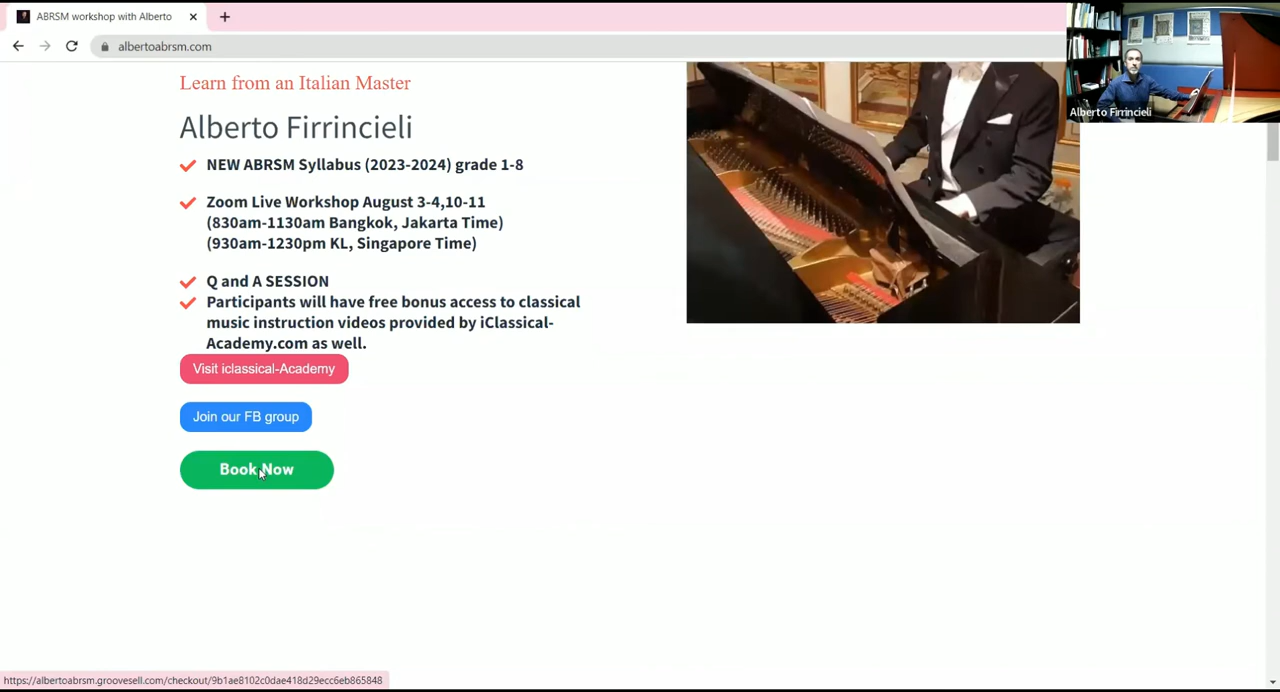 ABRSM workshop with Alberto
albertoabrsm.com
Alberto Firrincieli
Learn from an Italian Master
Alberto Firrincieli
NEW ABRSM Syllabus (2023-2024) grade 1-8
Zoom Live Workshop August 3-4,10-11
(830am-1130am Bangkok, Jakarta Time)
(930am-1230pm KL, Singapore Time)
Q and A SESSION
Participants will have free bonus access to classical
music instruction videos provided by iClassical-
Academy.com as well.
Visit iclassical-Academy
Join our FB group
Book Now
https://albertoabrsm.groovesell.com/checkout/9b1ae8102c0dae418d29ecc6eb865848